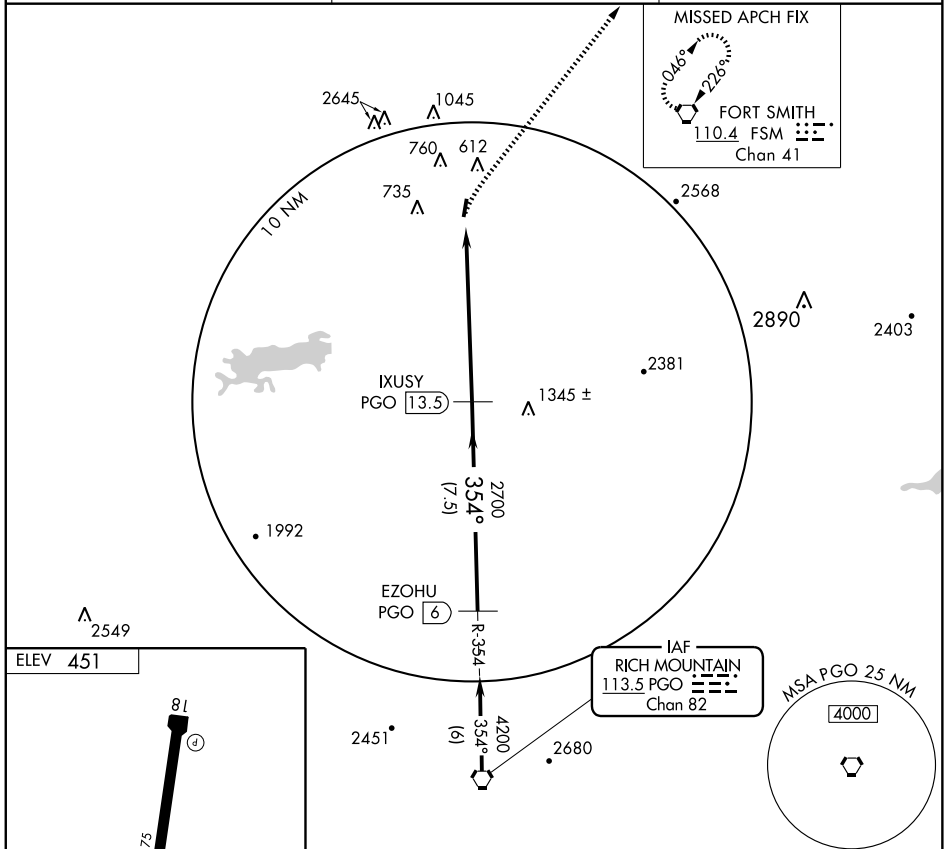 MISSED APCH FIX
046°
226°
FORT SMITH
110.4 FSM
Chan 41
2645
1045
760
612
735
2568
10 NM
2890
2403
2381
IXUSY
PGO 13.5
1345 ±
2700
354°
(7.5)
1992
EZOHU
PGO 6
R-354
2549
IAF
RICH MOUNTAIN
113.5 PGO
Chan 82
MSA PGO 25 NM
4000
4200
354°
(6)
2451
2680
ELEV 451
18
P
75